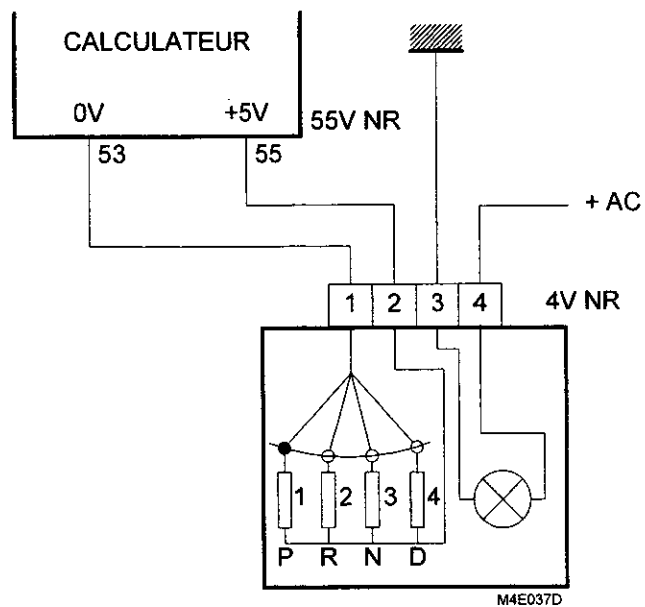 CALCULATEUR
0V +5V 55V NR
53 55
+ AC
1 2 3 4 4V NR
1 2 3 4
P R N D
M4E037D